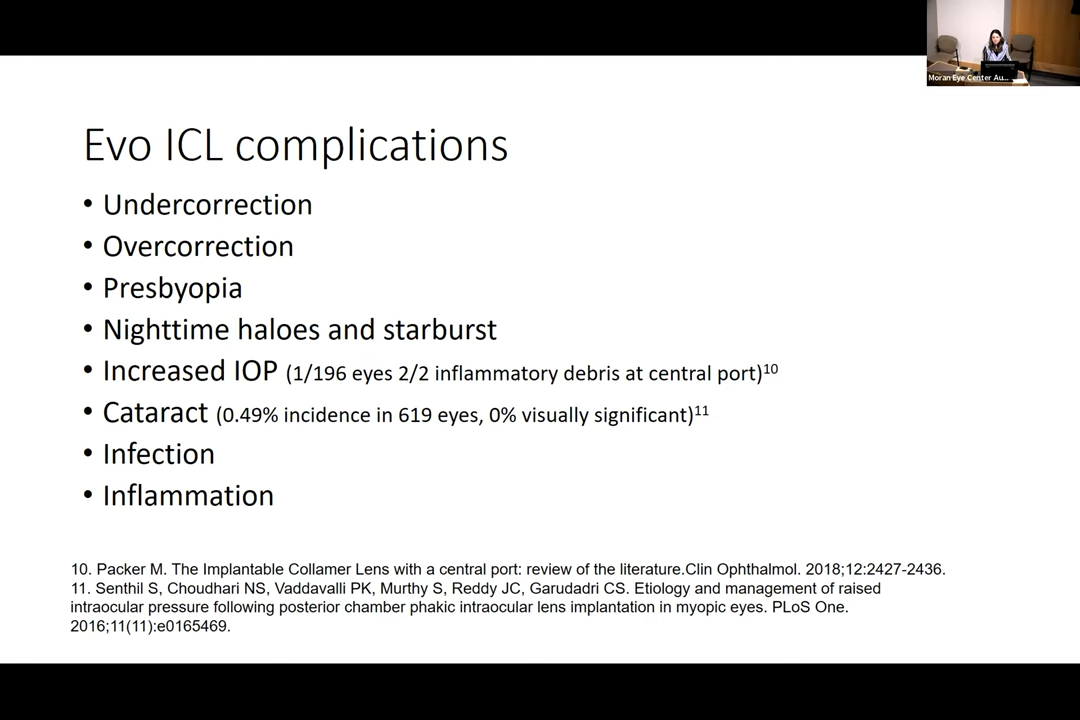 Moran Eye Center Au...
Evo ICL complications
• Undercorrection
• Overcorrection
• Presbyopia
• Nighttime haloes and starburst
• Increased IOP (1/196 eyes 2/2 inflammatory debris at central port)10
• Cataract (0.49% incidence in 619 eyes, 0% visually significant)11
• Infection
• Inflammation
10. Packer M. The Implantable Collamer Lens with a central port: review of the literature.Clin Ophthalmol. 2018;12:2427-2436.
11. Senthil S, Choudhari NS, Vaddavalli PK, Murthy S, Reddy JC, Garudadri CS. Etiology and management of raised
intraocular pressure following posterior chamber phakic intraocular lens implantation in myopic eyes. PLoS One.
2016;11(11):e0165469.